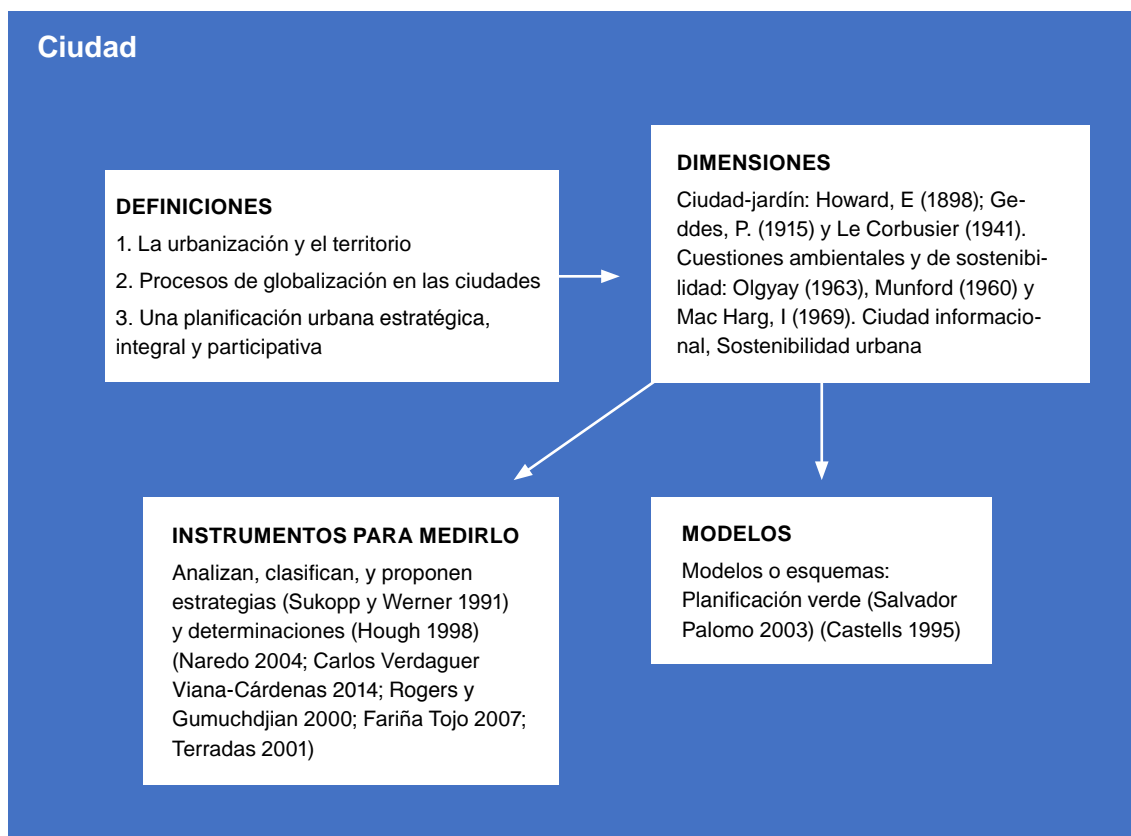 Ciudad
DEFINICIONES
1. La urbanización y el territorio
2. Procesos de globalización en las ciudades
3. Una planificación urbana estratégica,
integral y participativa
DIMENSIONES
Ciudad-jardín: Howard, E (1898); Ge-
ddes, P. (1915) y Le Corbusier (1941).
Cuestiones ambientales y de sostenibi-
lidad: Olgyay (1963), Munford (1960) y
Mac Harg, I (1969). Ciudad informacio-
nal, Sostenibilidad urbana
INSTRUMENTOS PARA MEDIRLO
Analizan, clasifican, y proponen
estrategias (Sukopp y Werner 1991)
y determinaciones (Hough 1998)
(Naredo 2004; Carlos Verdaguer
Viana-Cárdenas 2014; Rogers y
Gumuchdjian 2000; Fariña Tojo 2007;
Terradas 2001)
MODELOS
Modelos o esquemas:
Planificación verde (Salvador
Palomo 2003) (Castells 1995)